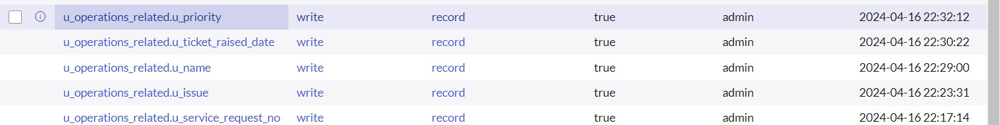 u_operations_related.u_priority write record true admin 2024-04-16 22:32:12
u_operations_related.u_ticket_raised_date write record true admin 2024-04-16 22:30:22
u_operations_related.u_name write record true admin 2024-04-16 22:29:00
u_operations_related.u_issue write record true admin 2024-04-16 22:23:31
u_operations_related.u_service_request_no write record true admin 2024-04-16 22:17:14